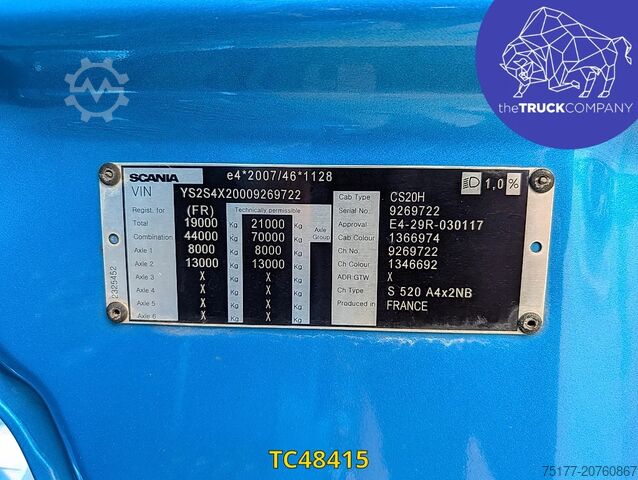 theTRUCKCOMPANY
SCANIA e4*2007/46*1128 1,0 %
VIN YS2S4X20009269722
Regist. for (FR) Technically permissible Axle Group
Total 19000 Kg 21000 Kg
Combination 44000 Kg 70000 Kg
Axle 1 8000 Kg 8000 Kg
Axle 2 13000 Kg 13000 Kg
Axle 3 X Kg X Kg
Axle 4 X Kg X Kg
Axle 5 X Kg X Kg
Axle 6 X Kg X Kg
Cab Type CS20H
Serial No: 9269722
Approval E4-29R-030117
Cab Colour 1366974
Ch No: 9269722
Ch Colour 1346692
ADR GTW X
Ch Type S 520 A4x2NB
Produced in FRANCE
2325452
TC48415
75177-20760867